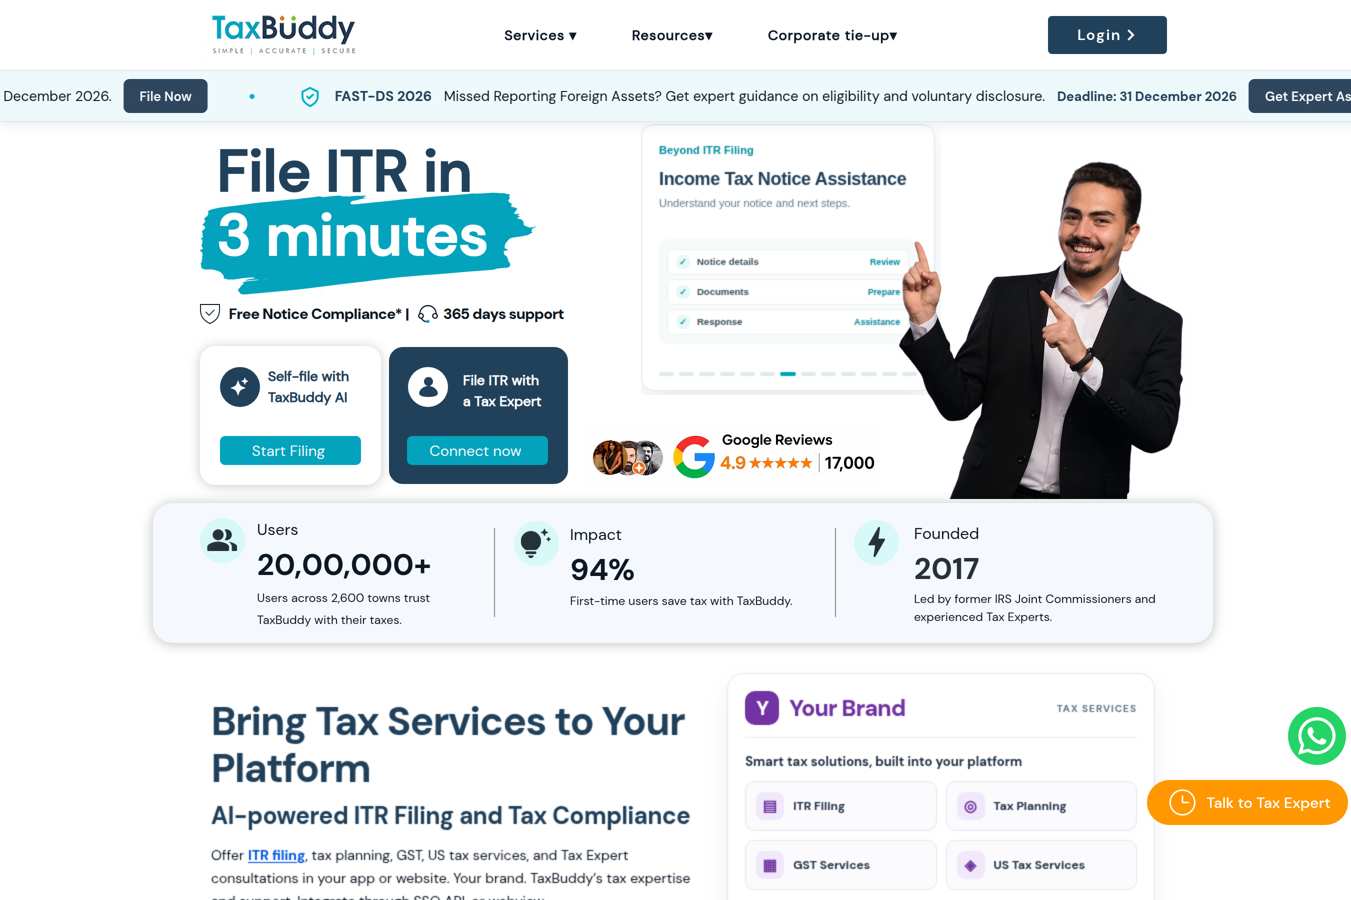 TaxBuddy
SIMPLE | ACCURATE | SECURE
Services ▾
Resources▾
Corporate tie-up▾
Login
December 2026.
File Now
FAST-DS 2026 Missed Reporting Foreign Assets? Get expert guidance on eligibility and voluntary disclosure. Deadline: 31 December 2026
Get Expert As
File ITR in
3 minutes
Free Notice Compliance* | 365 days support
Self-file with
TaxBuddy AI
Start Filing
File ITR with
a Tax Expert
Connect now
Beyond ITR Filing
Income Tax Notice Assistance
Understand your notice and next steps.
✓ Notice details Review
✓ Documents Prepare
✓ Response Assistance
Google Reviews
4.9 ★★★★★ | 17,000
Users
20,00,000+
Users across 2,600 towns trust
TaxBuddy with their taxes.
Impact
94%
First-time users save tax with TaxBuddy.
Founded
2017
Led by former IRS Joint Commissioners and
experienced Tax Experts.
Bring Tax Services to Your
Platform
AI-powered ITR Filing and Tax Compliance
Offer ITR filing, tax planning, GST, US tax services, and Tax Expert
consultations in your app or website. Your brand. TaxBuddy's tax expertise
and support. Integrate through SSO API, or webview.
Y Your Brand
TAX SERVICES
Smart tax solutions, built into your platform
ITR Filing
Tax Planning
GST Services
US Tax Services
Talk to Tax Expert